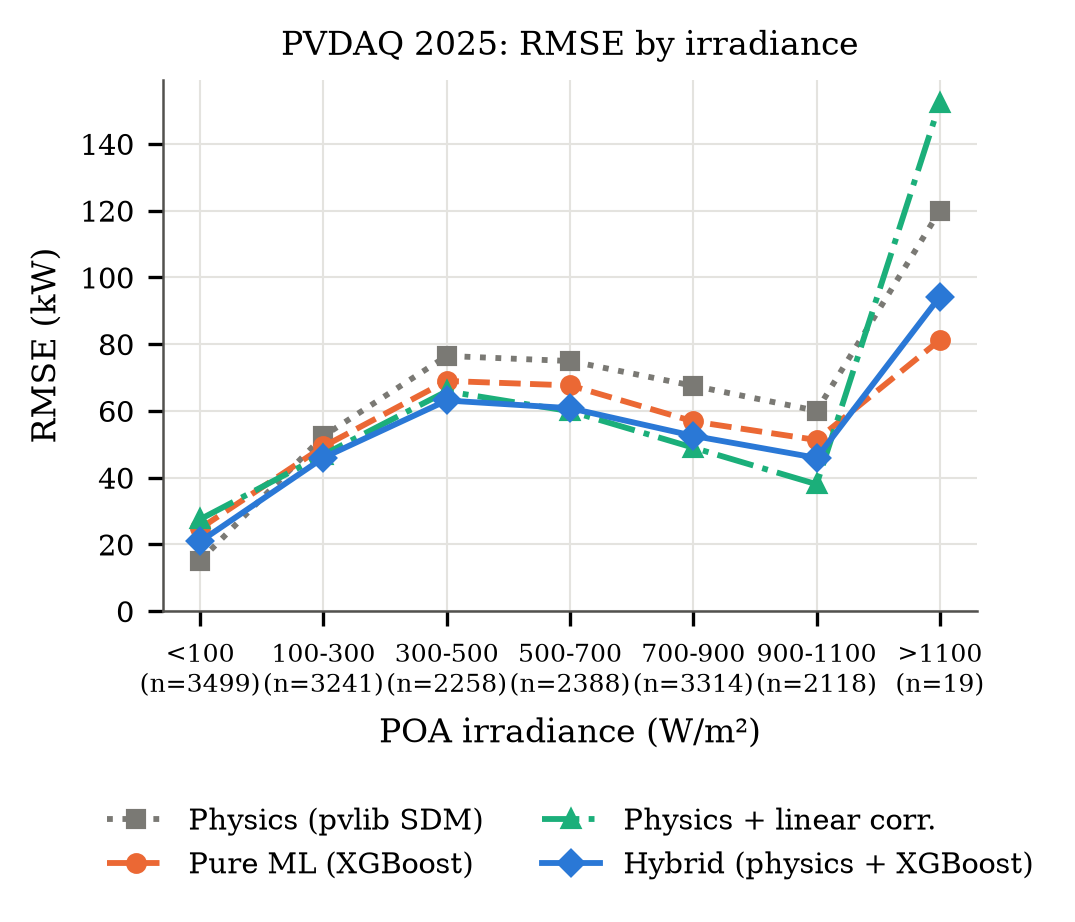 PVDAQ 2025: RMSE by irradiance
RMSE (kW)
140
120
100
80
60
40
20
0
<100 100-300 300-500 500-700 700-900 900-1100 >1100
(n=3499) (n=3241) (n=2258) (n=2388) (n=3314) (n=2118) (n=19)
POA irradiance (W/m²)
Physics (pvlib SDM) Physics + linear corr.
Pure ML (XGBoost) Hybrid (physics + XGBoost)